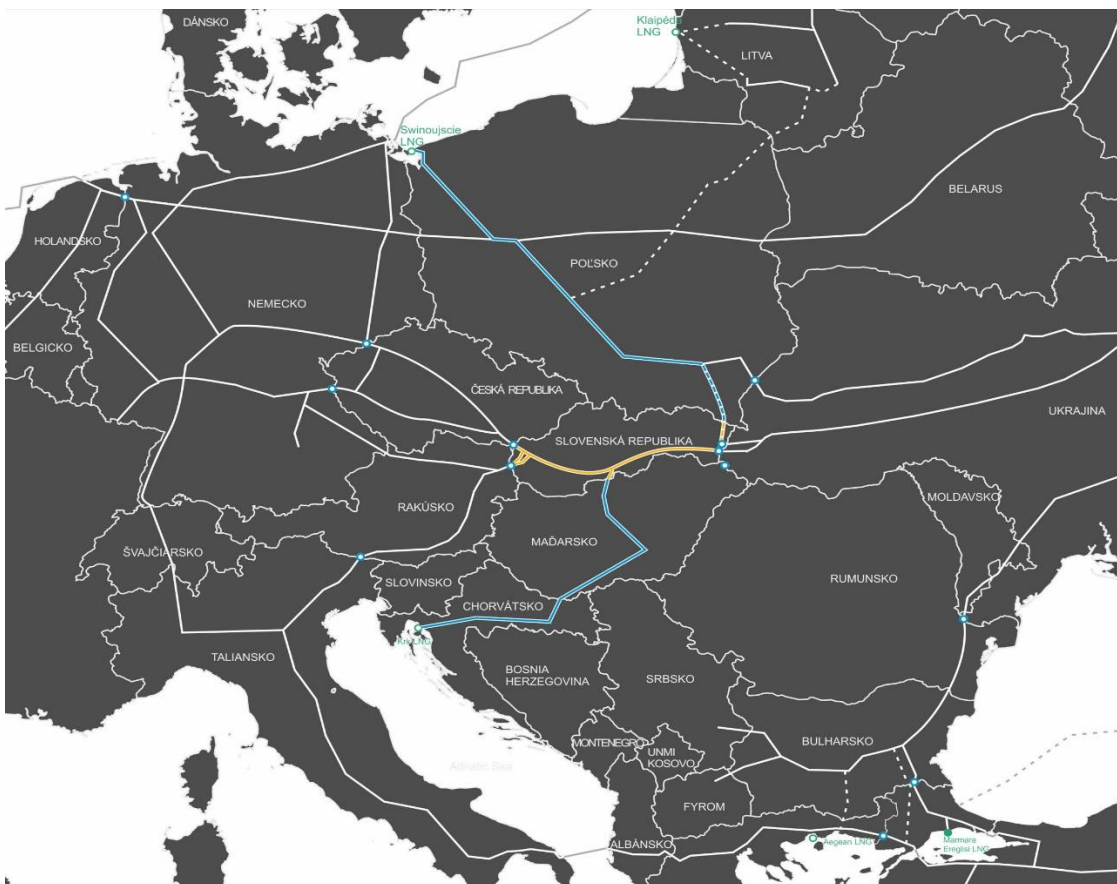 DÁNSKO
Klaipėda
LNG
LITVA
Swinoujscie
LNG
BELARUS
HOLANDSKO
POĽSKO
NEMECKO
BELGICKO
ČESKÁ REPUBLIKA
UKRAJINA
SLOVENSKÁ REPUBLIKA
MOLDAVSKO
RAKÚSKO
MAĎARSKO
ŠVAJČIARSKO
RUMUNSKO
SLOVINSKO
CHORVÁTSKO
Krk LNG
TALIANSKO
BOSNIA
HERZEGOVINA
SRBSKO
MONTENEGRO
UNMI
KOSOVO
BULHARSKO
Adriatic Sea
FYROM
ALBÁNSKO
Aegean LNG
Marmara
Ereglisi LNG